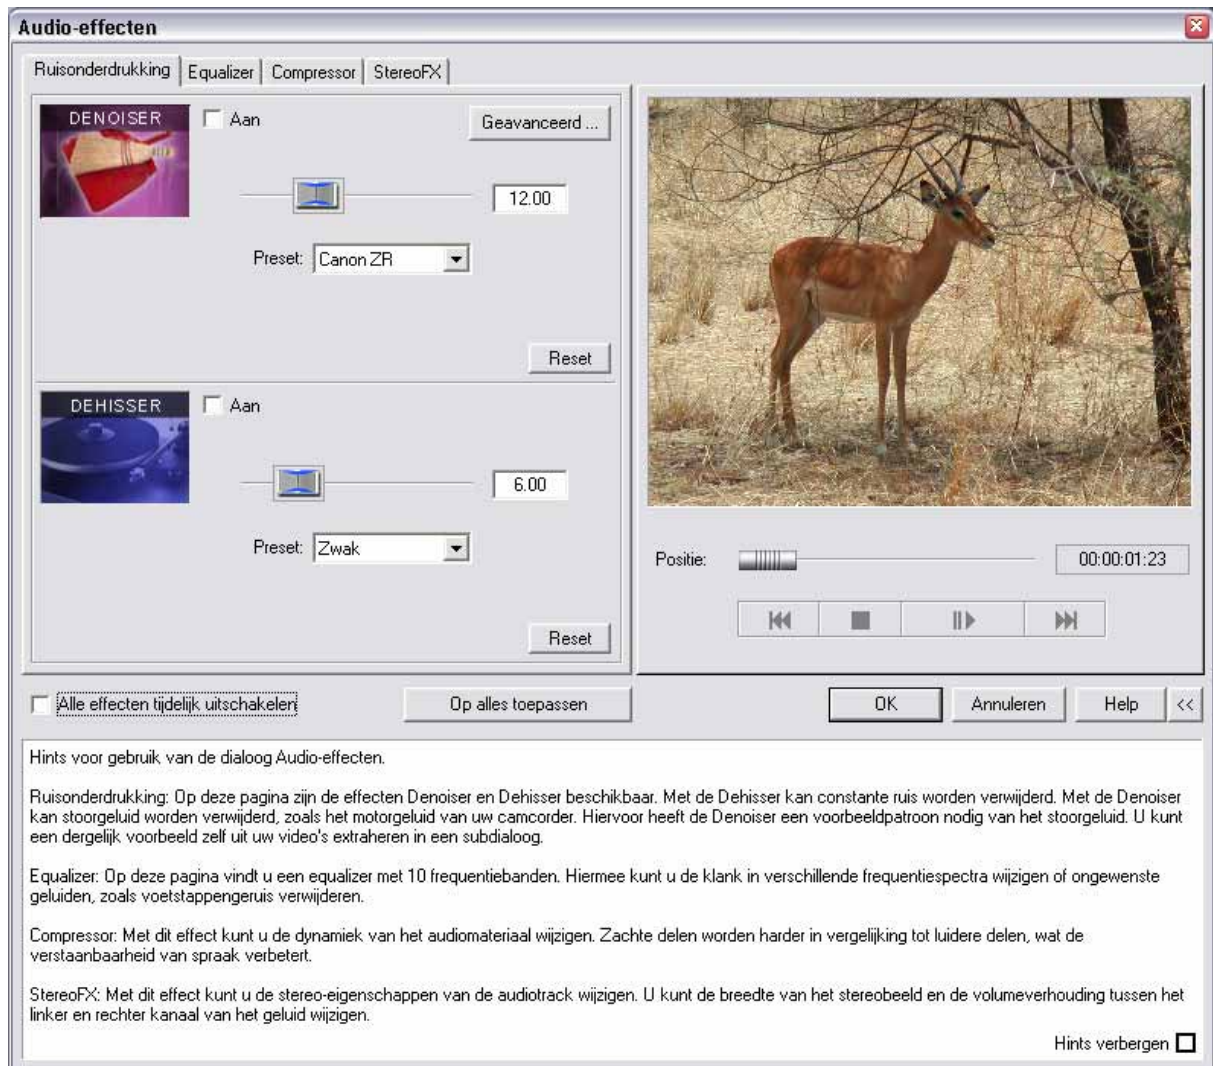 Audio-effecten
Ruisonderdrukking
Equalizer
Compressor
StereoFX
DENOISER
Aan
Geavanceerd ...
12.00
Preset:
Canon ZR
Reset
DEHISSER
Aan
6.00
Preset:
Zwak
Reset
Positie:
00:00:01:23
Alle effecten tijdelijk uitschakelen
Op alles toepassen
OK
Annuleren
Help
<<
Hints voor gebruik van de dialoog Audio-effecten.
Ruisonderdrukking: Op deze pagina zijn de effecten Denoiser en Dehisser beschikbaar. Met de Dehisser kan constante ruis worden verwijderd. Met de Denoiser
kan stoorgeluid worden verwijderd, zoals het motorgeluid van uw camcorder. Hiervoor heeft de Denoiser een voorbeeldpatroon nodig van het stoorgeluid. U kunt
een dergelijk voorbeeld zelf uit uw video's extraheren in een subdialoog.
Equalizer: Op deze pagina vindt u een equalizer met 10 frequentiebanden. Hiermee kunt u de klank in verschillende frequentiespectra wijzigen of ongewenste
geluiden, zoals voetstappengeruis verwijderen.
Compressor: Met dit effect kunt u de dynamiek van het audiomateriaal wijzigen. Zachte delen worden harder in vergelijking tot luidere delen, wat de
verstaanbaarheid van spraak verbetert.
StereoFX: Met dit effect kunt u de stereo-eigenschappen van de audiotrack wijzigen. U kunt de breedte van het stereobeeld en de volumeverhouding tussen het
linker en rechter kanaal van het geluid wijzigen.
Hints verbergen